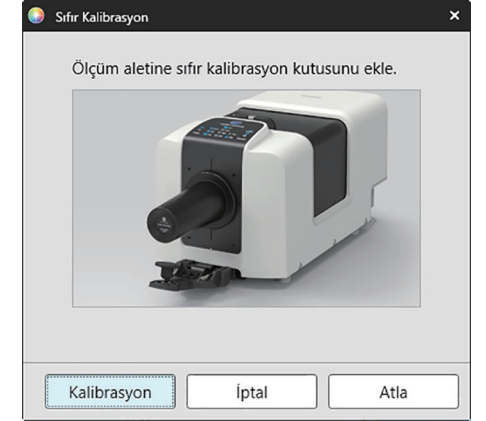 Sıfır Kalibrasyon
Ölçüm aletine sıfır kalibrasyon kutusunu ekle.
Kalibrasyon
İptal
Atla